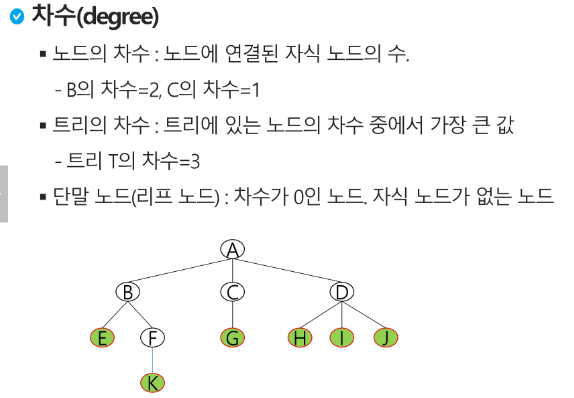 차수(degree)
▪ 노드의 차수 : 노드에 연결된 자식 노드의 수.
- B의 차수=2, C의 차수=1
▪ 트리의 차수 : 트리에 있는 노드의 차수 중에서 가장 큰 값
- 트리 T의 차수=3
▪ 단말 노드(리프 노드) : 차수가 0인 노드. 자식 노드가 없는 노드
A
B C D
E F G H I J
K